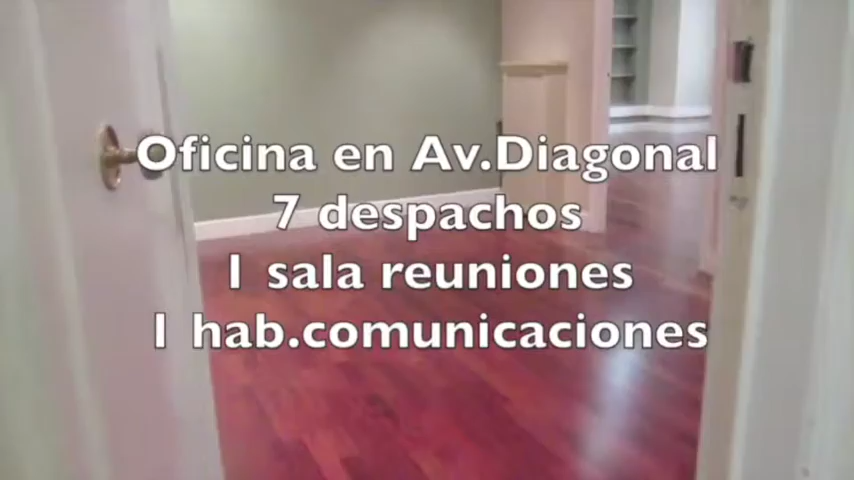 Oficina en Av.Diagonal
7 despachos
1 sala reuniones
1 hab.comunicaciones